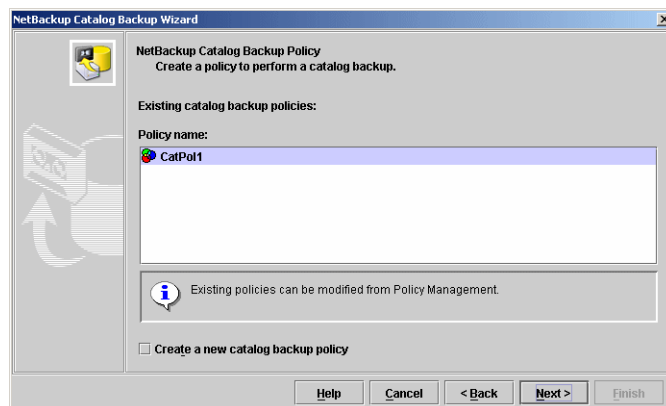 NetBackup Catalog Backup Wizard
NetBackup Catalog Backup Policy
Create a policy to perform a catalog backup.
Existing catalog backup policies:
Policy name:
CatPol1
Existing policies can be modified from Policy Management.
Create a new catalog backup policy
Help Cancel < Back Next > Finish